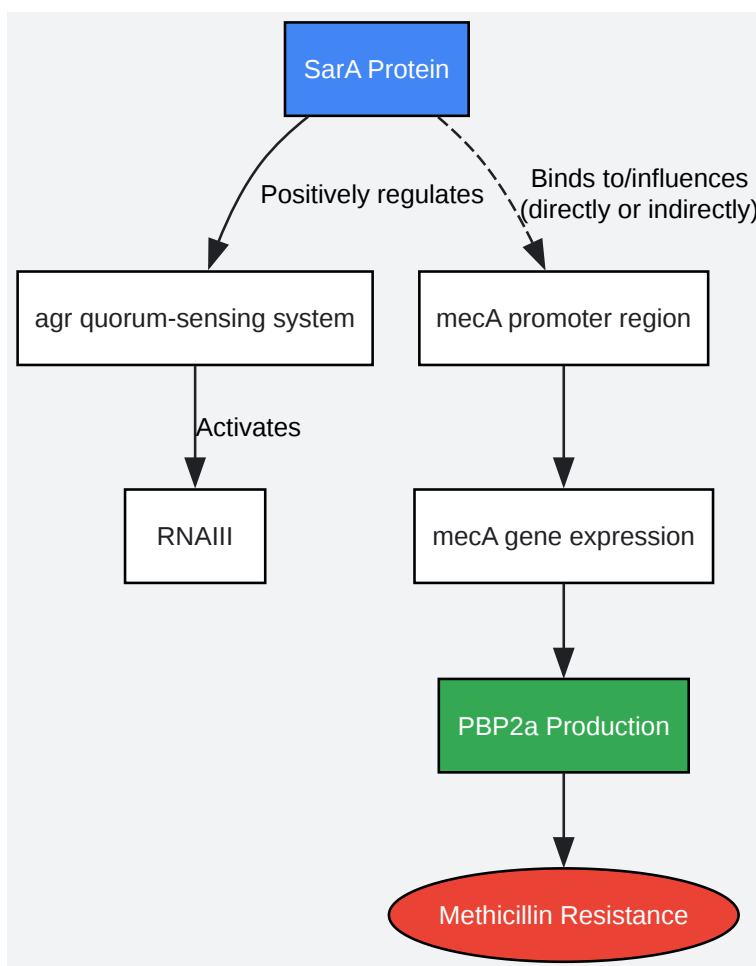 SarA Protein
Positively regulates
Binds to/influences
(directly or indirectly)
agr quorum-sensing system
mecA promoter region
Activates
RNAIII
mecA gene expression
PBP2a Production
Methicillin Resistance